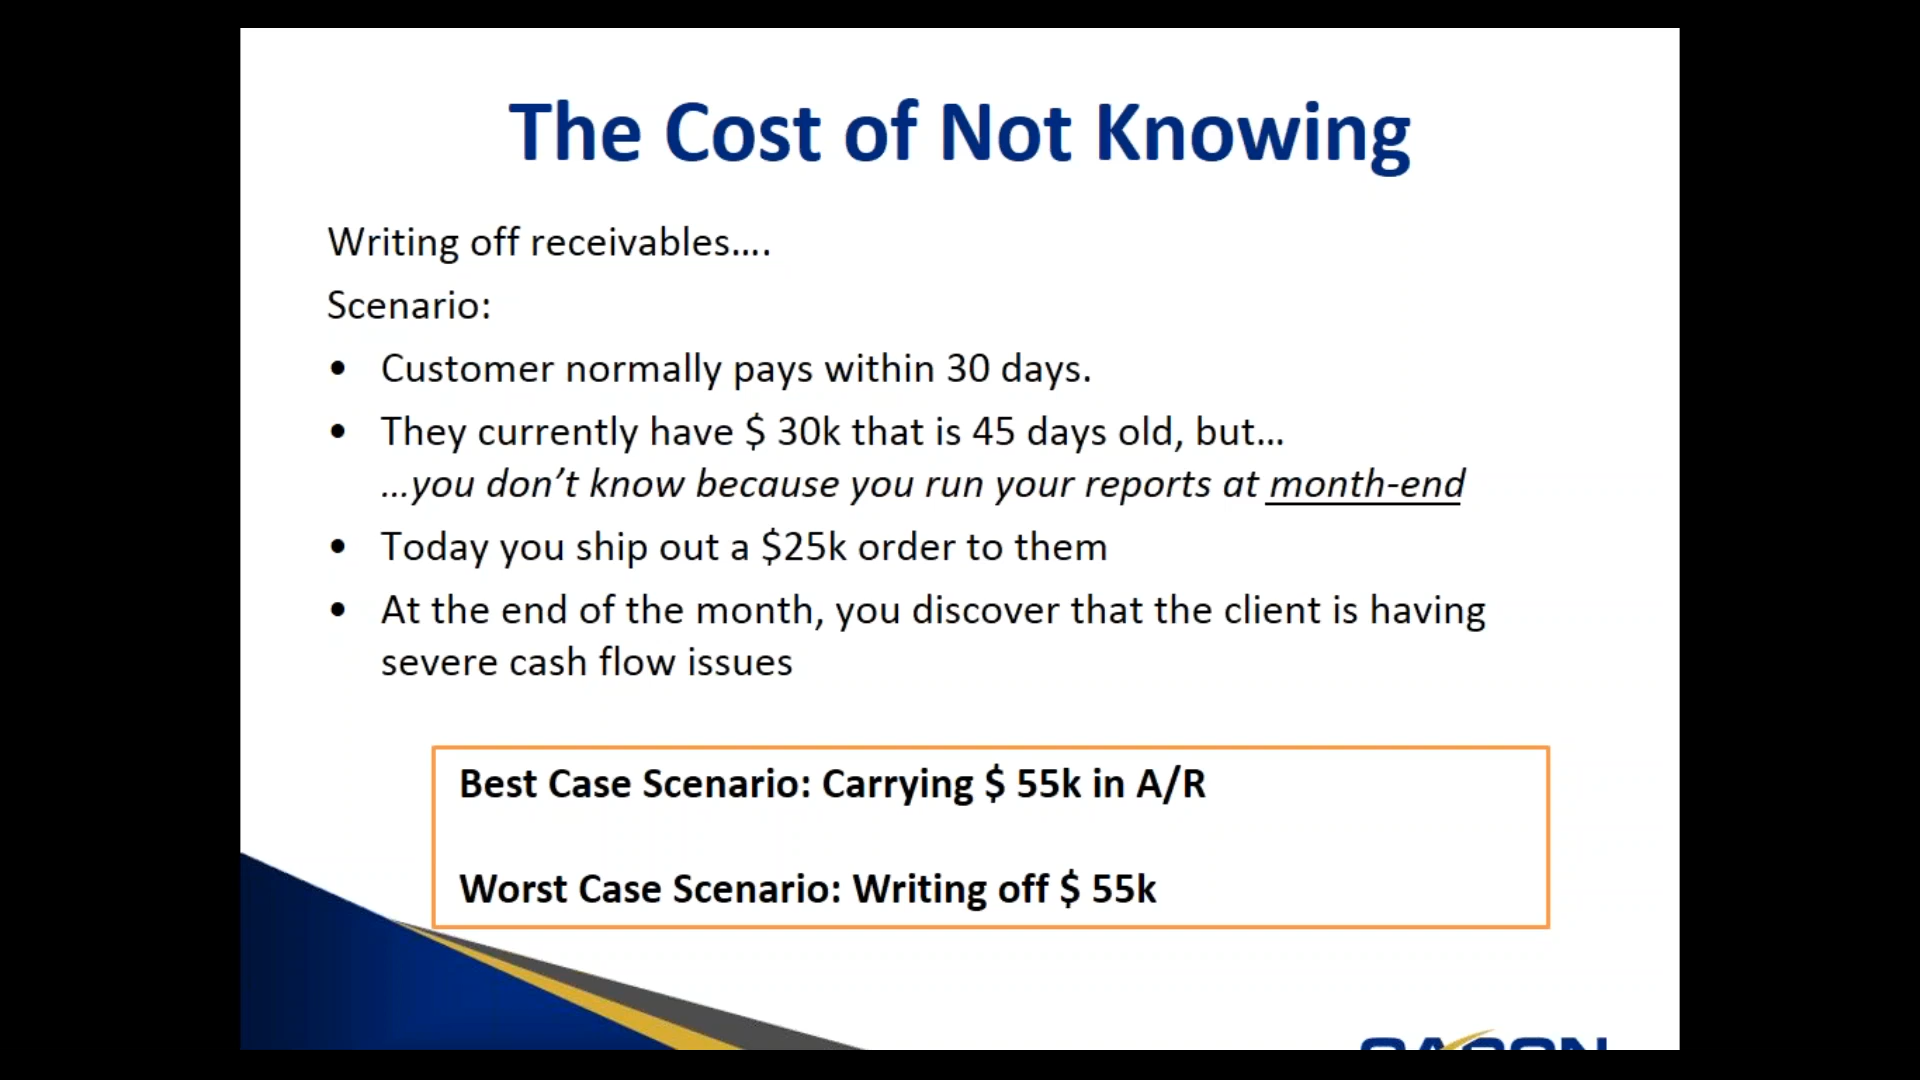 The Cost of Not Knowing
Writing off receivables....
Scenario:
• Customer normally pays within 30 days.
• They currently have $ 30k that is 45 days old, but...
...you don’t know because you run your reports at month-end
• Today you ship out a $25k order to them
• At the end of the month, you discover that the client is having
severe cash flow issues
Best Case Scenario: Carrying $ 55k in A/R
Worst Case Scenario: Writing off $ 55k